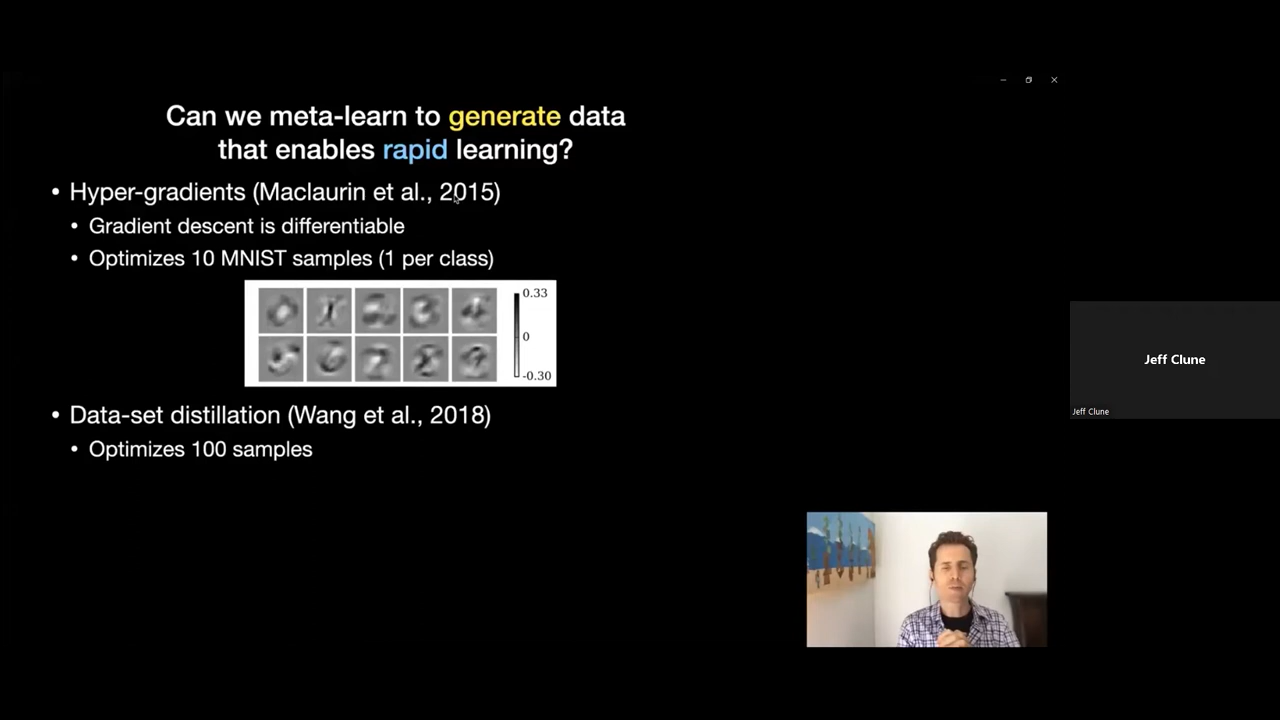 Can we meta-learn to generate data
that enables rapid learning?
• Hyper-gradients (Maclaurin et al., 2015)
• Gradient descent is differentiable
• Optimizes 10 MNIST samples (1 per class)
0.33
0
-0.30
• Data-set distillation (Wang et al., 2018)
• Optimizes 100 samples
Jeff Clune
Jeff Clune